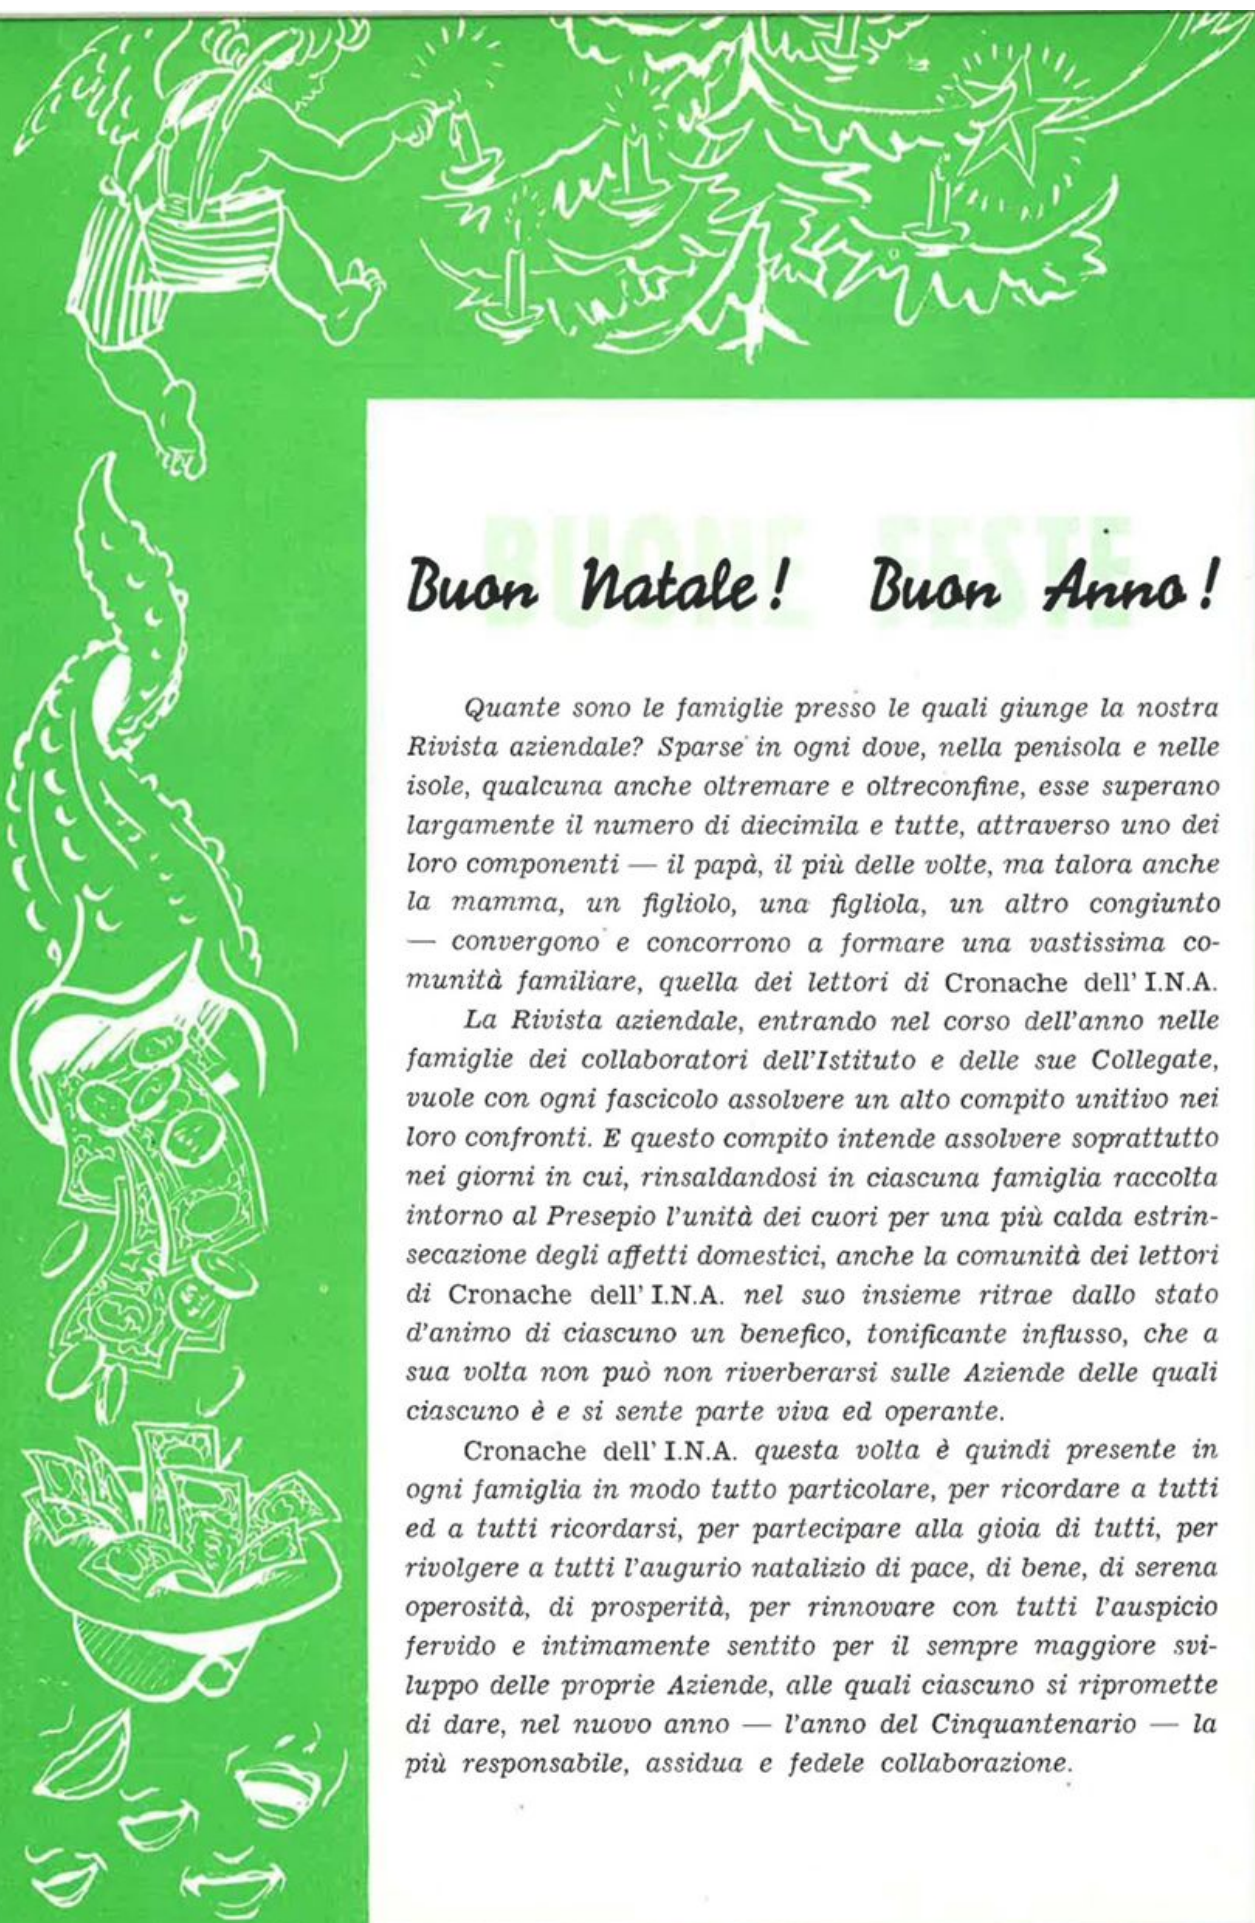 BUONE FESTE
Buon Natale! Buon Anno!
Quante sono le famiglie presso le quali giunge la nostra
Rivista aziendale? Sparse in ogni dove, nella penisola e nelle
isole, qualcuna anche oltremare e oltreconfine, esse superano
largamente il numero di diecimila e tutte, attraverso uno dei
loro componenti — il papà, il più delle volte, ma talora anche
la mamma, un figliolo, una figliola, un altro congiunto
— convergono e concorrono a formare una vastissima co-
munità familiare, quella dei lettori di Cronache dell' I.N.A.
La Rivista aziendale, entrando nel corso dell'anno nelle
famiglie dei collaboratori dell'Istituto e delle sue Collegate,
vuole con ogni fascicolo assolvere un alto compito unitivo nei
loro confronti. E questo compito intende assolvere soprattutto
nei giorni in cui, rinsaldandosi in ciascuna famiglia raccolta
intorno al Presepio l'unità dei cuori per una più calda estrin-
secazione degli affetti domestici, anche la comunità dei lettori
di Cronache dell' I.N.A. nel suo insieme ritrae dallo stato
d'animo di ciascuno un benefico, tonificante influsso, che a
sua volta non può non riverberarsi sulle Aziende delle quali
ciascuno è e si sente parte viva ed operante.
Cronache dell' I.N.A. questa volta è quindi presente in
ogni famiglia in modo tutto particolare, per ricordare a tutti
ed a tutti ricordarsi, per partecipare alla gioia di tutti, per
rivolgere a tutti l'augurio natalizio di pace, di bene, di serena
operosità, di prosperità, per rinnovare con tutti l'auspicio
fervido e intimamente sentito per il sempre maggiore svi-
luppo delle proprie Aziende, alle quali ciascuno si ripromette
di dare, nel nuovo anno — l'anno del Cinquantenario — la
più responsabile, assidua e fedele collaborazione.